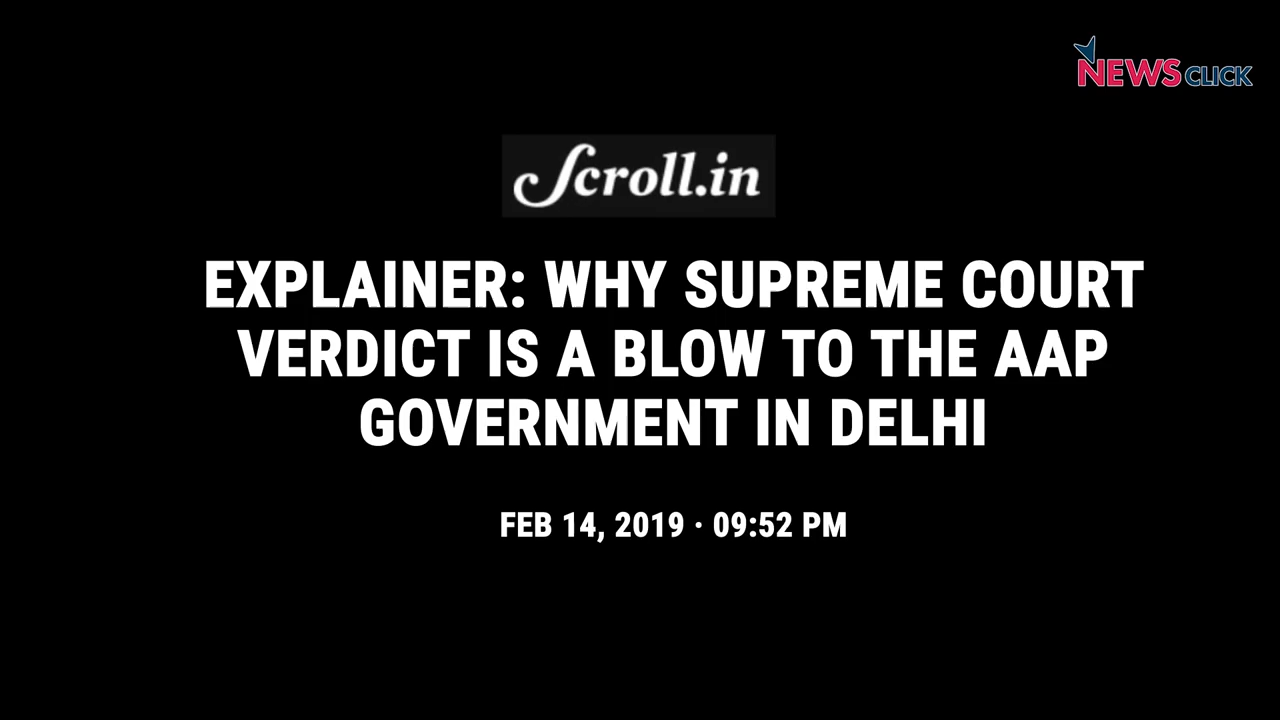 NEWSCLICK
Scroll.in
EXPLAINER: WHY SUPREME COURT
VERDICT IS A BLOW TO THE AAP
GOVERNMENT IN DELHI
FEB 14, 2019 · 09:52 PM